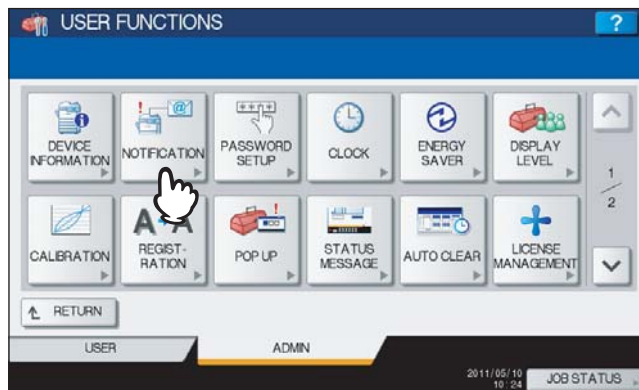 USER FUNCTIONS
?
DEVICE
INFORMATION
NOTIFICATION
PASSWORD
SETUP
CLOCK
ENERGY
SAVER
DISPLAY
LEVEL
1
2
CALIBRATION
A A
REGIST-
RATION
POP UP
STATUS
MESSAGE
AUTO CLEAR
LICENSE
MANAGEMENT
RETURN
USER
ADMIN
2011/05/10
10:24
JOB STATUS